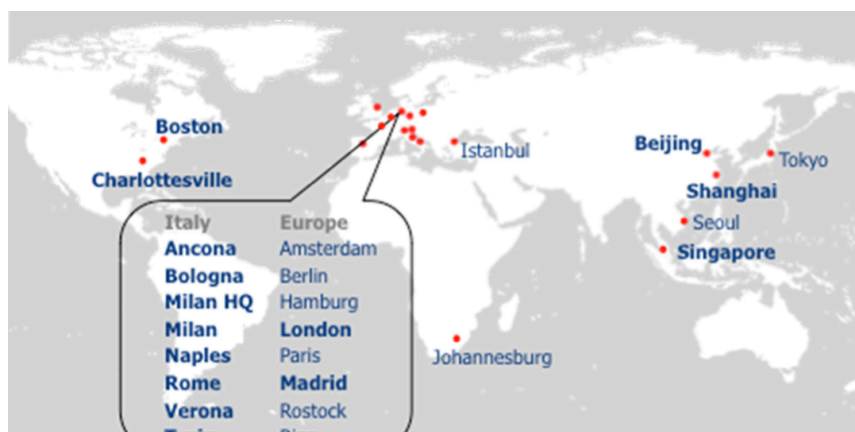 Boston
Charlottesville
Istanbul
Beijing
Tokyo
Shanghai
Seoul
Singapore
Johannesburg
Italy Europe
Ancona Amsterdam
Bologna Berlin
Milan HQ Hamburg
Milan London
Naples Paris
Rome Madrid
Verona Rostock